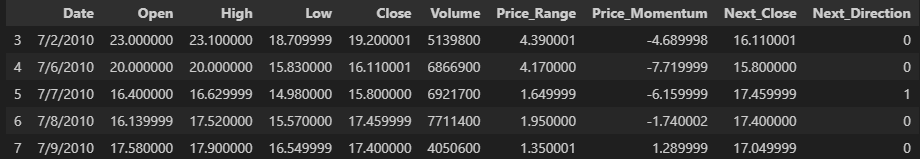 Date Open High Low Close Volume Price_Range Price_Momentum Next_Close Next_Direction
3 7/2/2010 23.000000 23.100000 18.709999 19.200001 5139800 4.390001 -4.689998 16.110001 0
4 7/6/2010 20.000000 20.000000 15.830000 16.110001 6866900 4.170000 -7.719999 15.800000 0
5 7/7/2010 16.400000 16.629999 14.980000 15.800000 6921700 1.649999 -6.159999 17.459999 1
6 7/8/2010 16.139999 17.520000 15.570000 17.459999 7711400 1.950000 -1.740002 17.400000 0
7 7/9/2010 17.580000 17.900000 16.549999 17.400000 4050600 1.350001 1.289999 17.049999 0